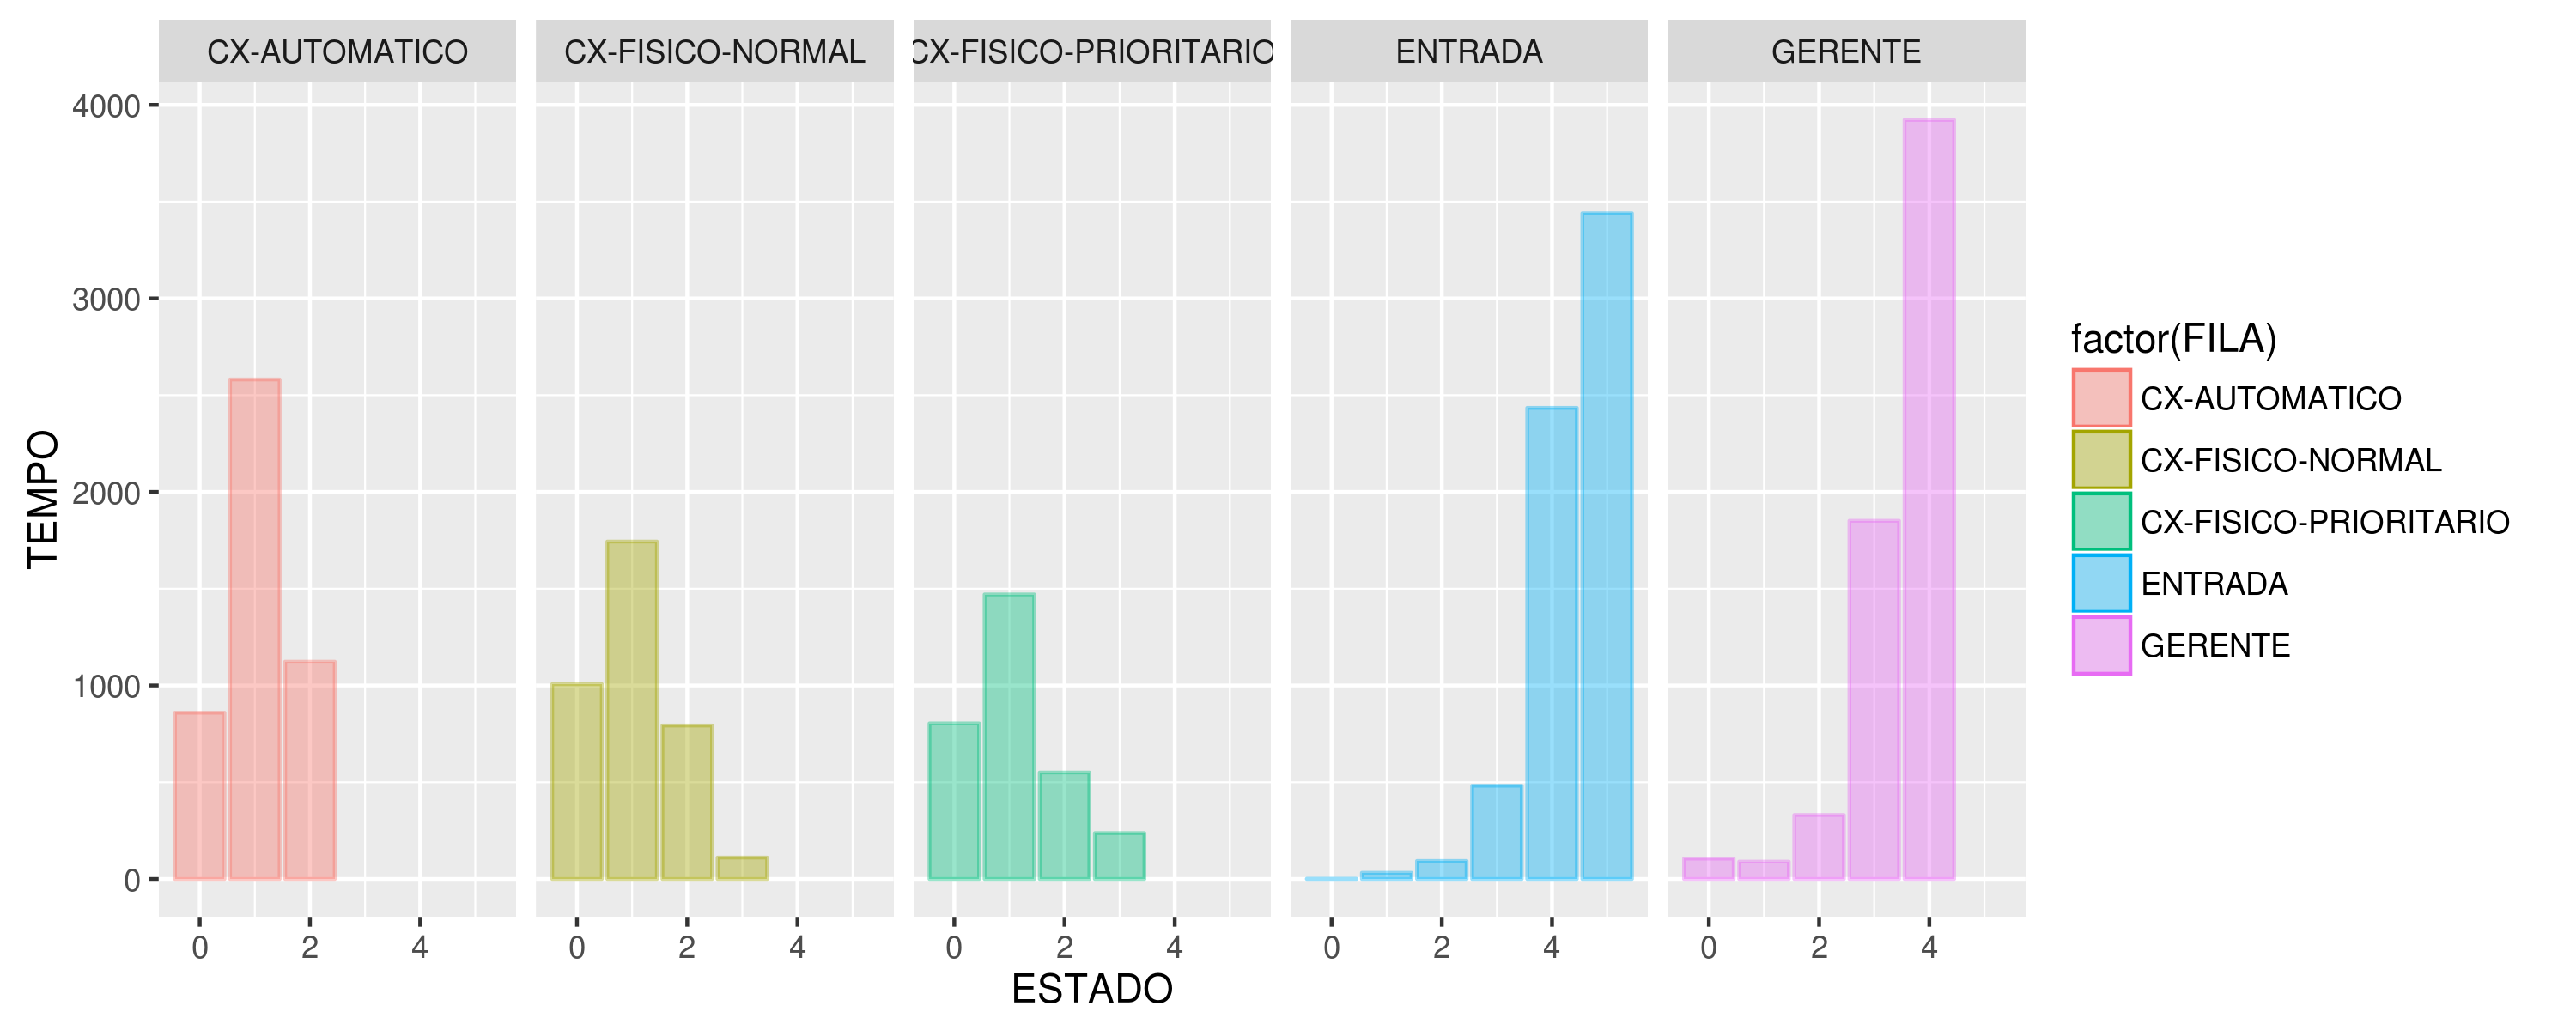 CX-AUTOMATICO CX-FISICO-NORMAL CX-FISICO-PRIORITARIO ENTRADA GERENTE
4000
3000
2000
1000
0
TEMPO
0 2 4 0 2 4 0 2 4 0 2 4 0 2 4
ESTADO
factor(FILA)
CX-AUTOMATICO
CX-FISICO-NORMAL
CX-FISICO-PRIORITARIO
ENTRADA
GERENTE